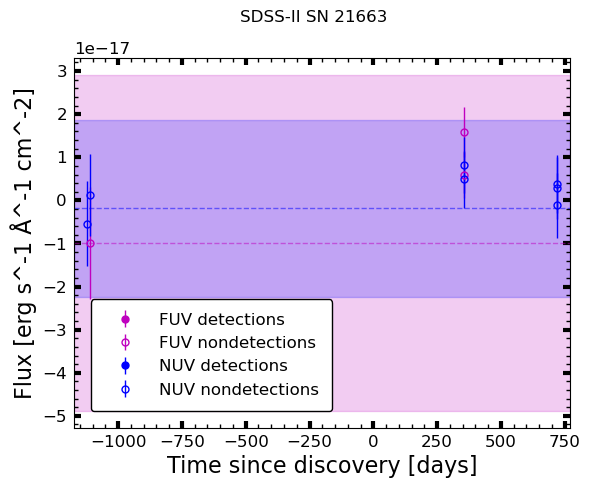 SDSS-II SN 21663
1e−17
3
2
1
0
−1
−2
−3
−4
−5
Flux [erg s^-1 Å^-1 cm^-2]
FUV detections
FUV nondetections
NUV detections
NUV nondetections
−1000 −750 −500 −250 0 250 500 750
Time since discovery [days]